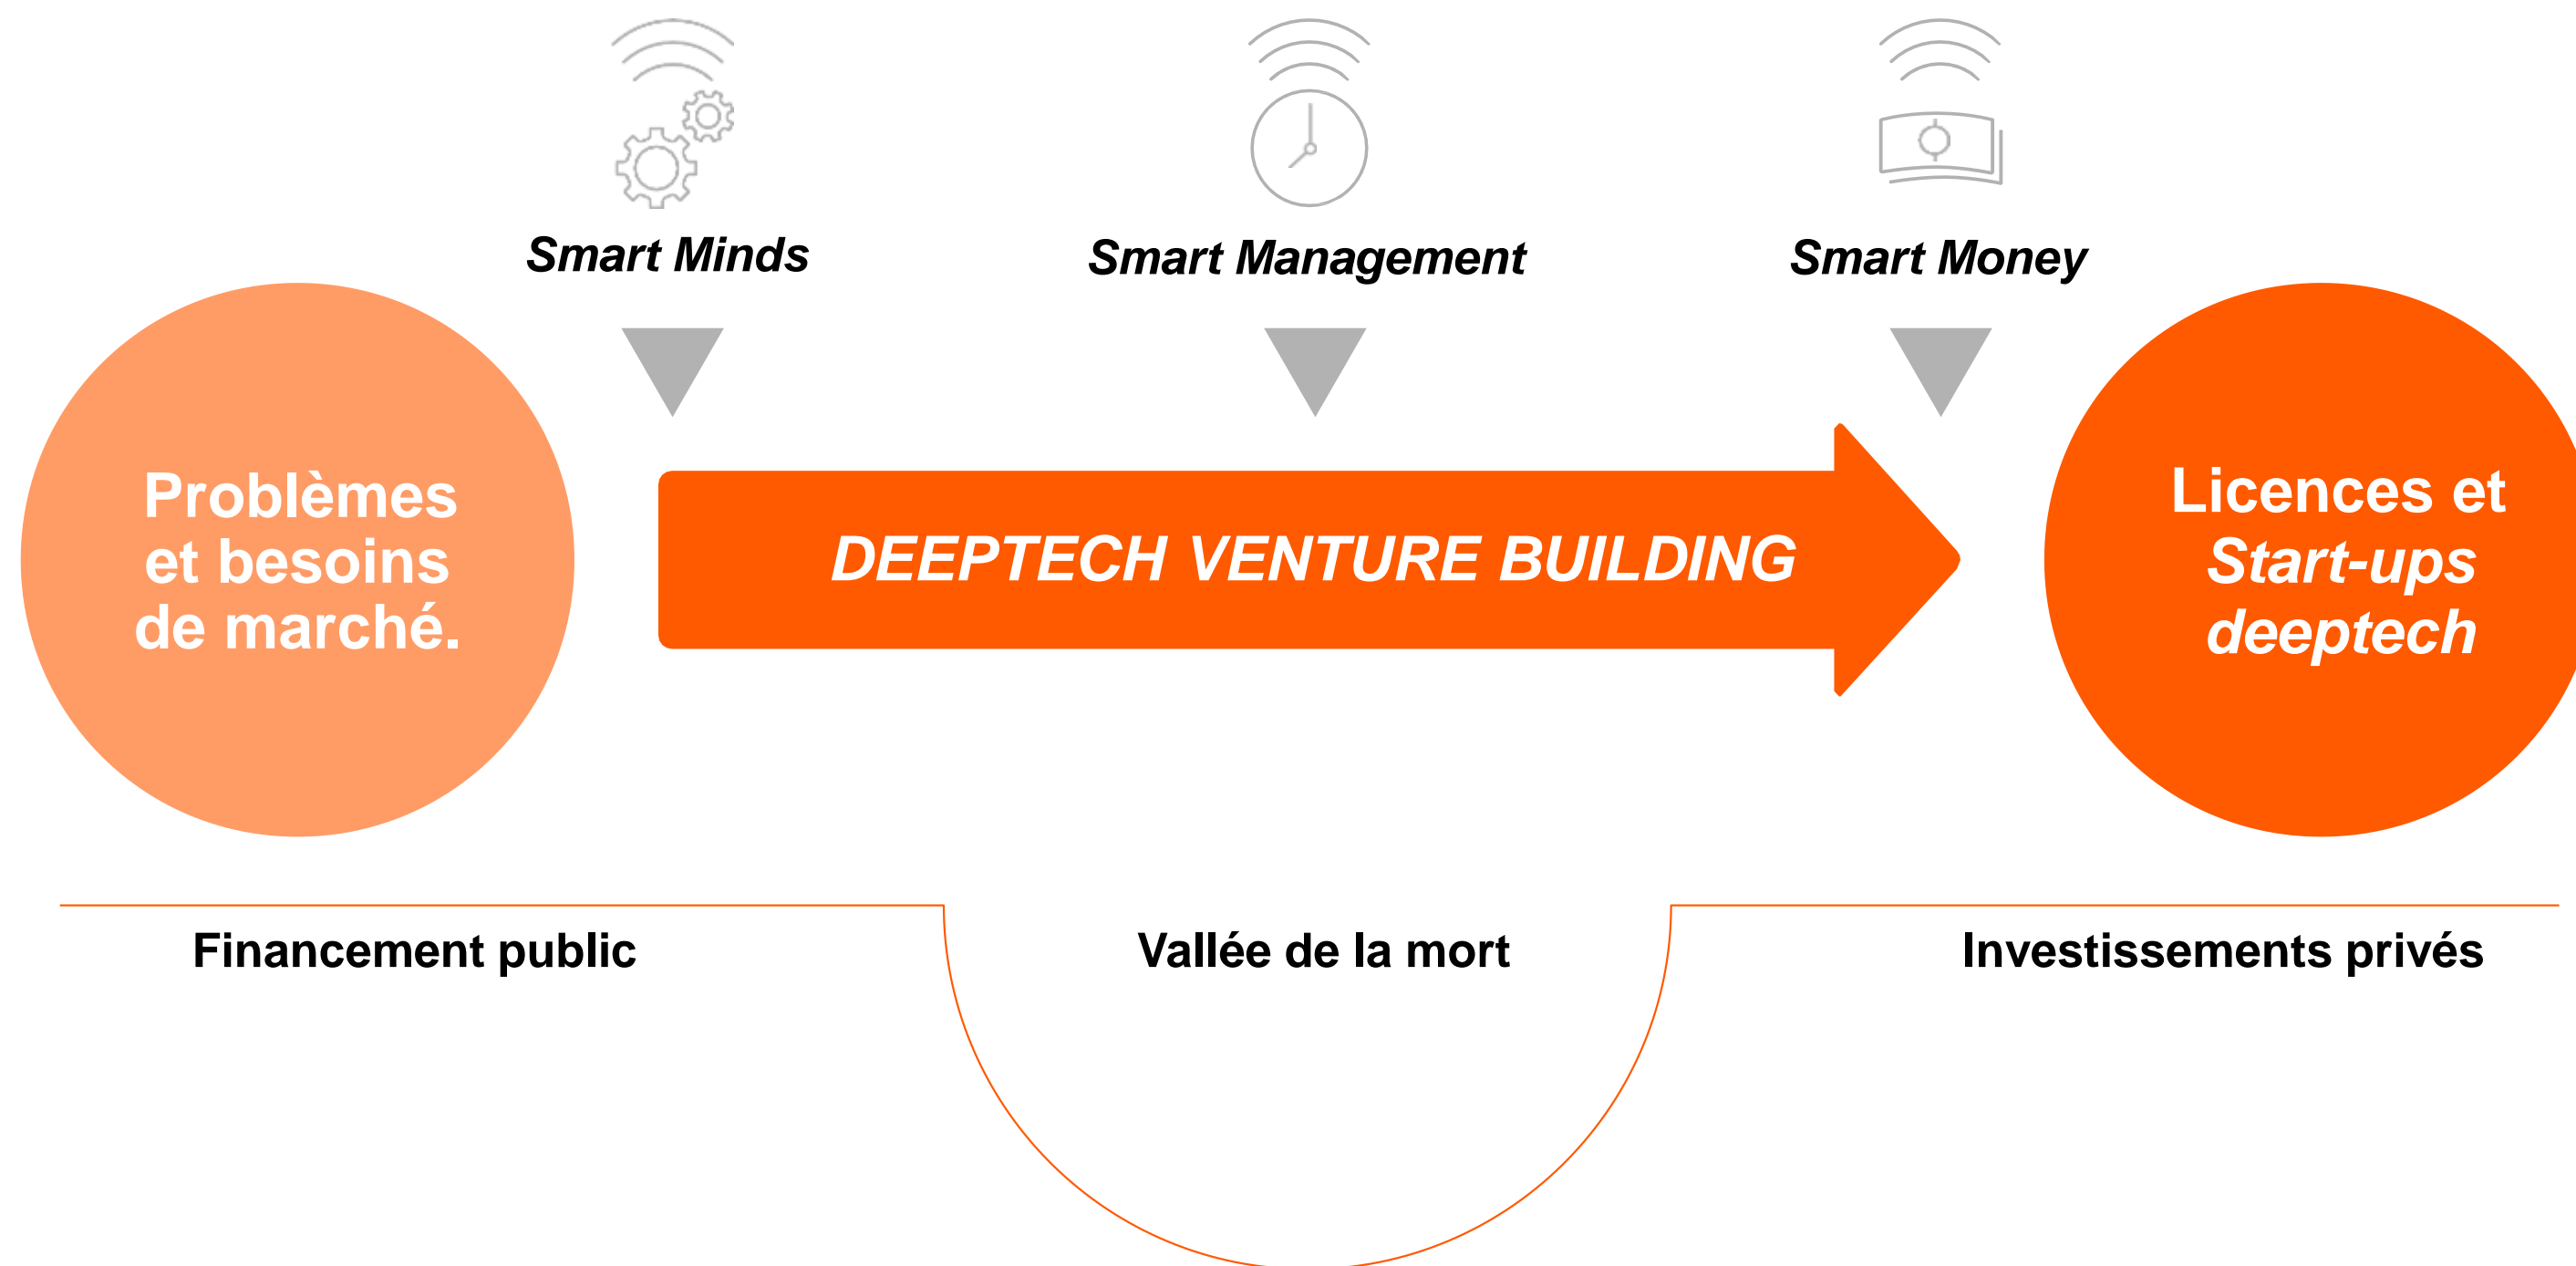 Smart Minds
Smart Management
Smart Money
Problèmes
et besoins
de marché.
DEEPTECH VENTURE BUILDING
Licences et
Start-ups
deeptech
Financement public
Vallée de la mort
Investissements privés